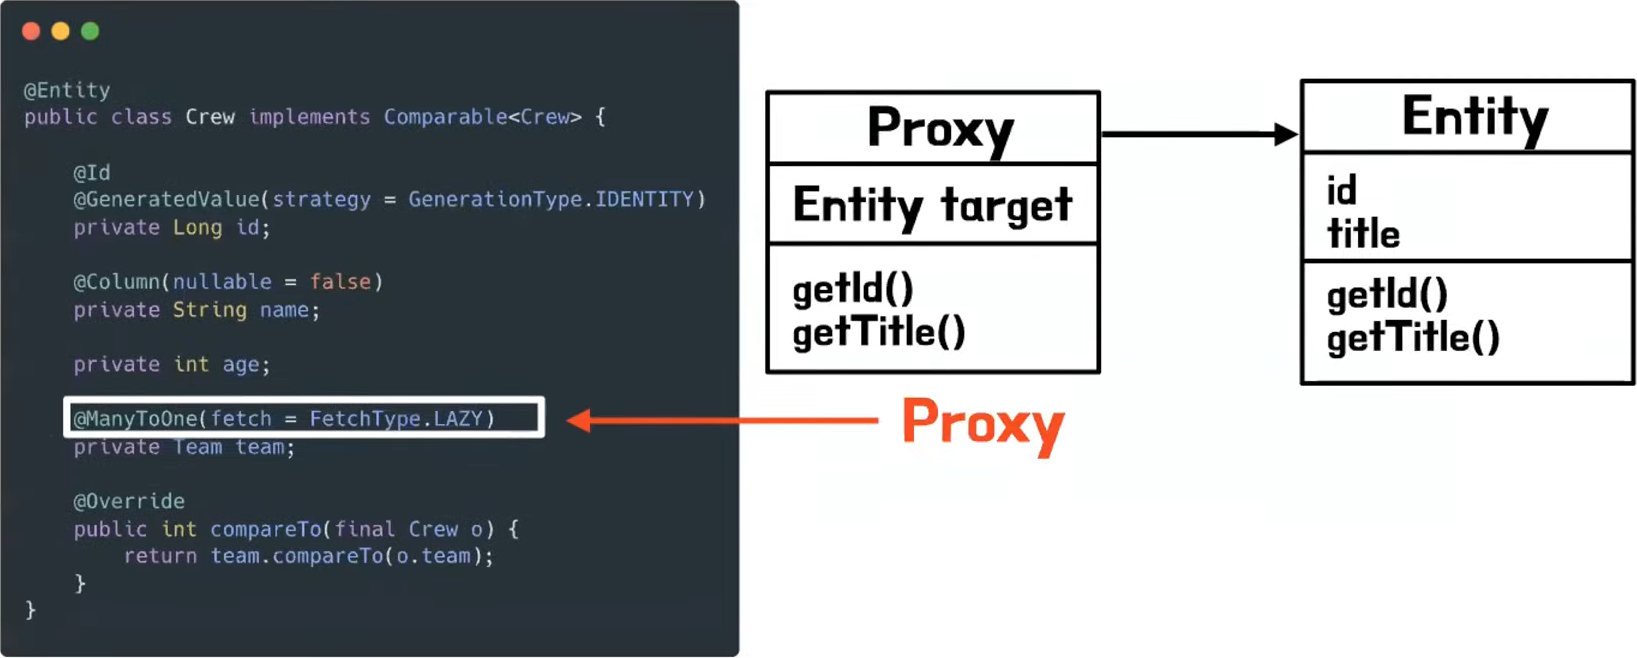 @Entity
public class Crew implements Comparable<Crew> {
@Id
@GeneratedValue(strategy = GenerationType.IDENTITY)
private Long id;
@Column(nullable = false)
private String name;
private int age;
@ManyToOne(fetch = FetchType.LAZY)
private Team team;
@Override
public int compareTo(final Crew o) {
return team.compareTo(o.team);
}
}
Proxy
Entity target
getId()
getTitle()
Entity
id
title
getId()
getTitle()
Proxy